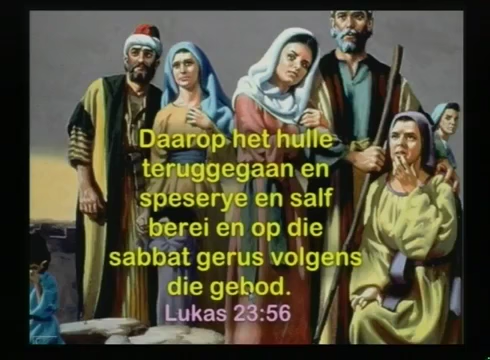 Daarop het hulle
teruggegaan en
speserye en salf
berei en op die
sabbat gerus volgens
die gebod.
Lukas 23:56